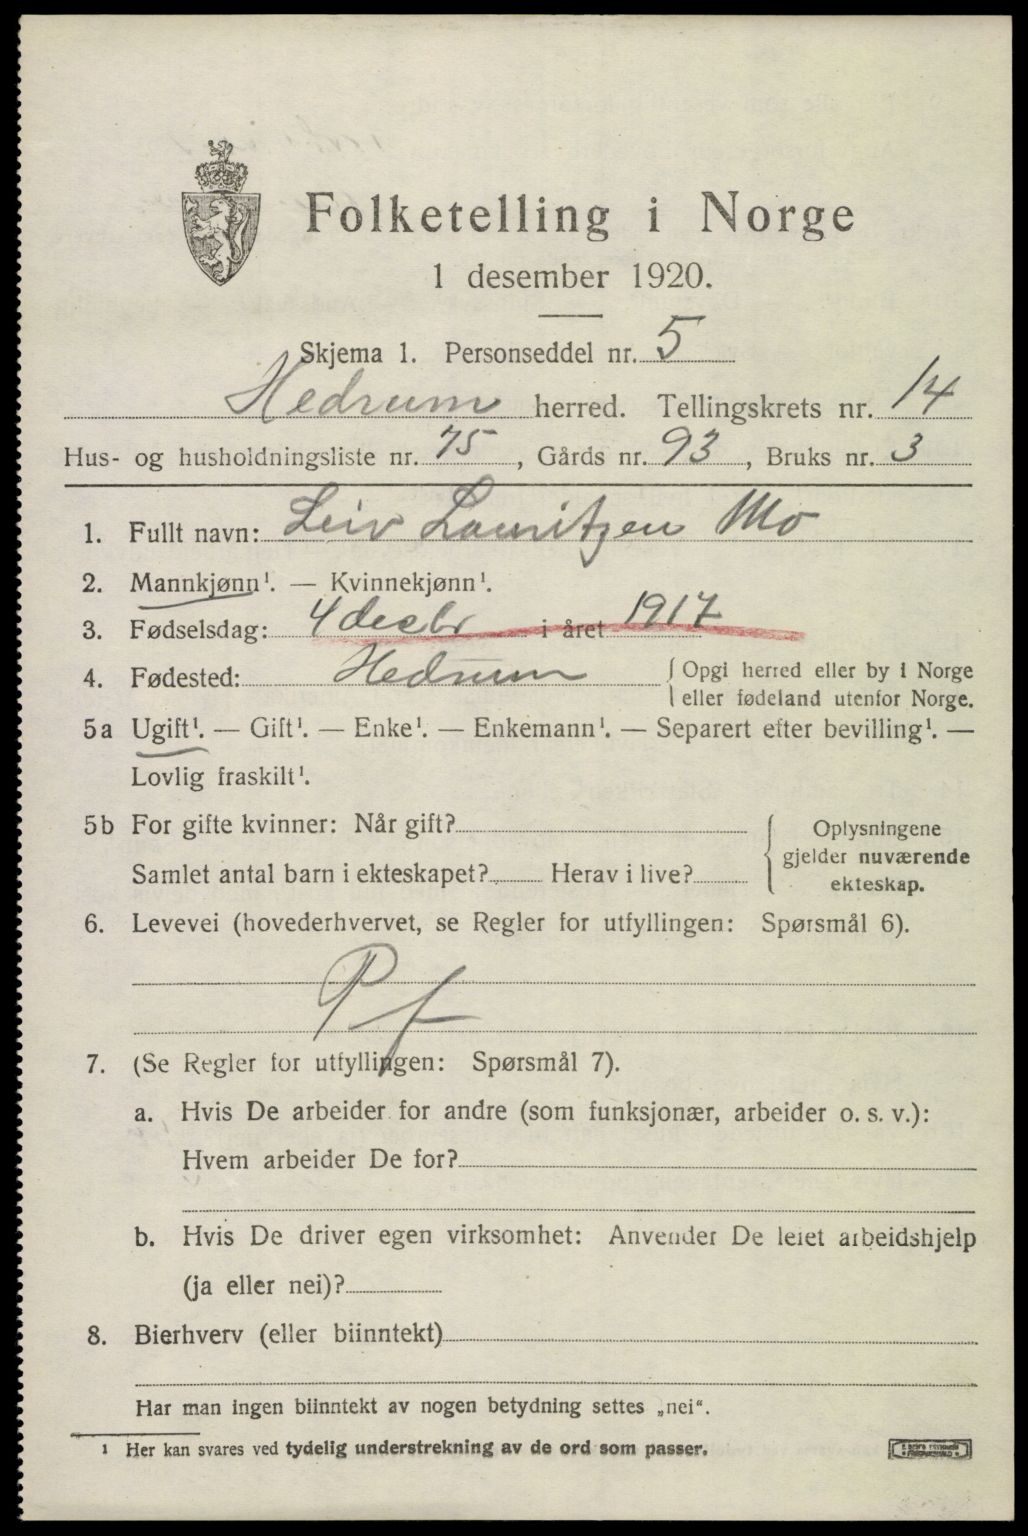 Folketelling i Norge
1 desember 1920.
Skjema 1. Personseddel nr. 5
Hedrum herred. Tellingskrets nr. 14
Hus- og husholdningsliste nr. 75, Gårds nr. 93, Bruks nr. 3
1. Fullt navn: Leiv Lauritzen Mo
2. Mannkjønn¹. — Kvinnekjønn¹.
3. Fødselsdag: 4 decbr i året 1917
4. Fødested: Hedrum { Opgi herred eller by i Norge
eller fødeland utenfor Norge.
5a Ugift¹. — Gift¹. — Enke¹. — Enkemann¹. — Separert efter bevilling¹. —
Lovlig fraskilt¹.
5b For gifte kvinner: Når gift?
Samlet antal barn i ekteskapet? Herav i live?
{ Oplysningene
gjelder nuværende
ekteskap.
6. Levevei (hovederhvervet, se Regler for utfyllingen: Spørsmål 6).
Pf
7. (Se Regler for utfyllingen: Spørsmål 7).
a. Hvis De arbeider for andre (som funksjonær, arbeider o. s. v.):
Hvem arbeider De for?
b. Hvis De driver egen virksomhet: Anvender De leiet arbeidshjelp
(ja eller nei)?
8. Bierhverv (eller biinntekt)
Har man ingen biinntekt av nogen betydning settes „nei“.
¹ Her kan svares ved tydelig understrekning av de ord som passer.